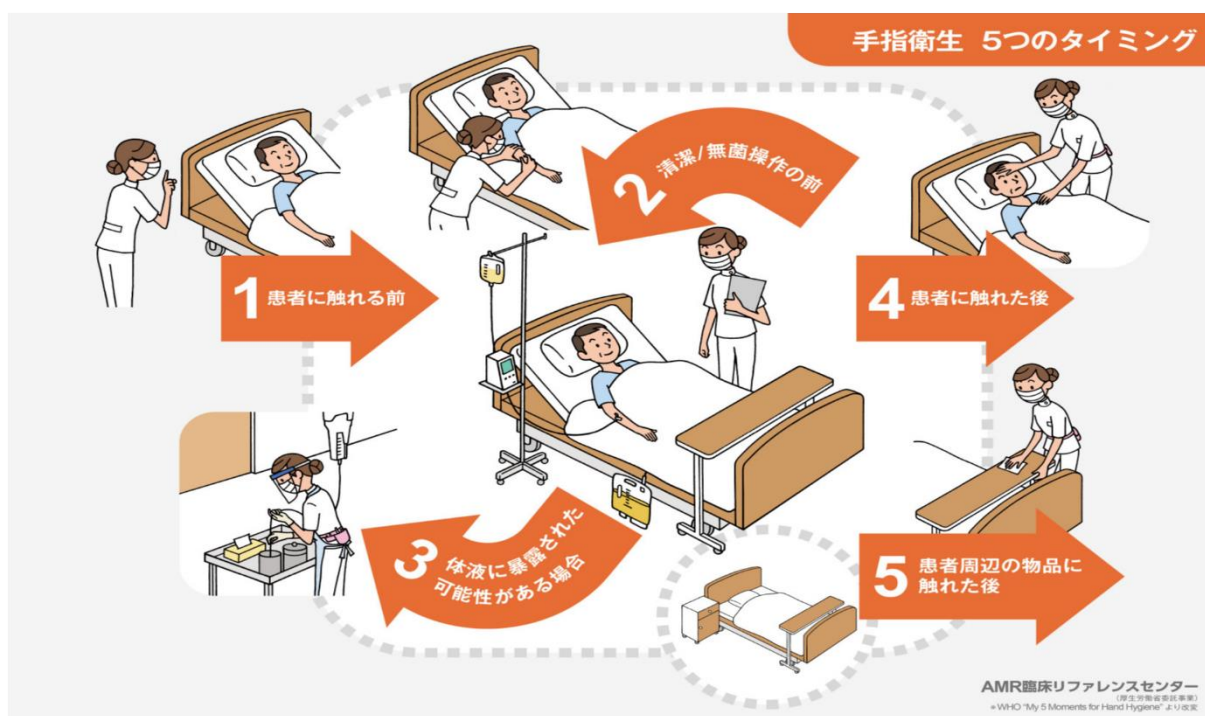 手指衛生 5つのタイミング
1 患者に触れる前
2 清潔/無菌操作の前
3 体液に暴露された
可能性がある場合
4 患者に触れた後
5 患者周辺の物品に
触れた後
AMR臨床リファレンスセンター
(厚生労働省委託事業)
* WHO "My 5 Moments for Hand Hygiene" より改変